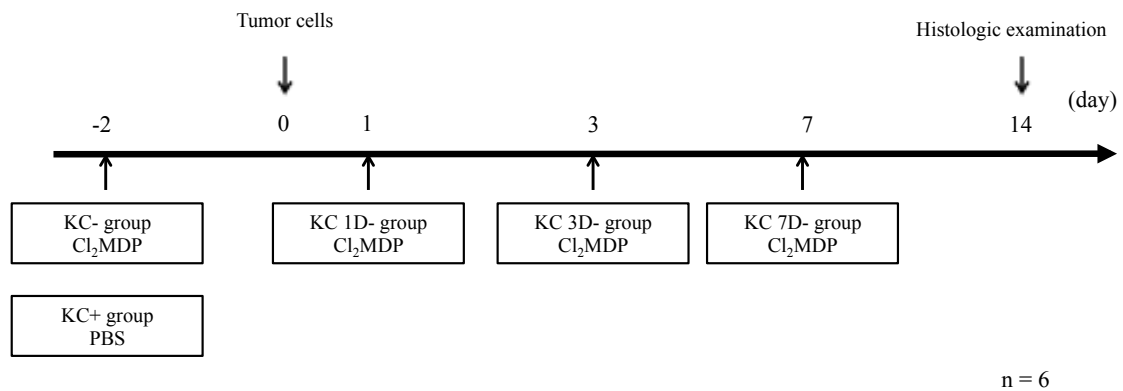 Tumor cells
Histologic examination
(day)
-2 0 1 3 7 14
KC- group
Cl₂MDP
KC 1D- group
Cl₂MDP
KC 3D- group
Cl₂MDP
KC 7D- group
Cl₂MDP
KC+ group
PBS
n = 6